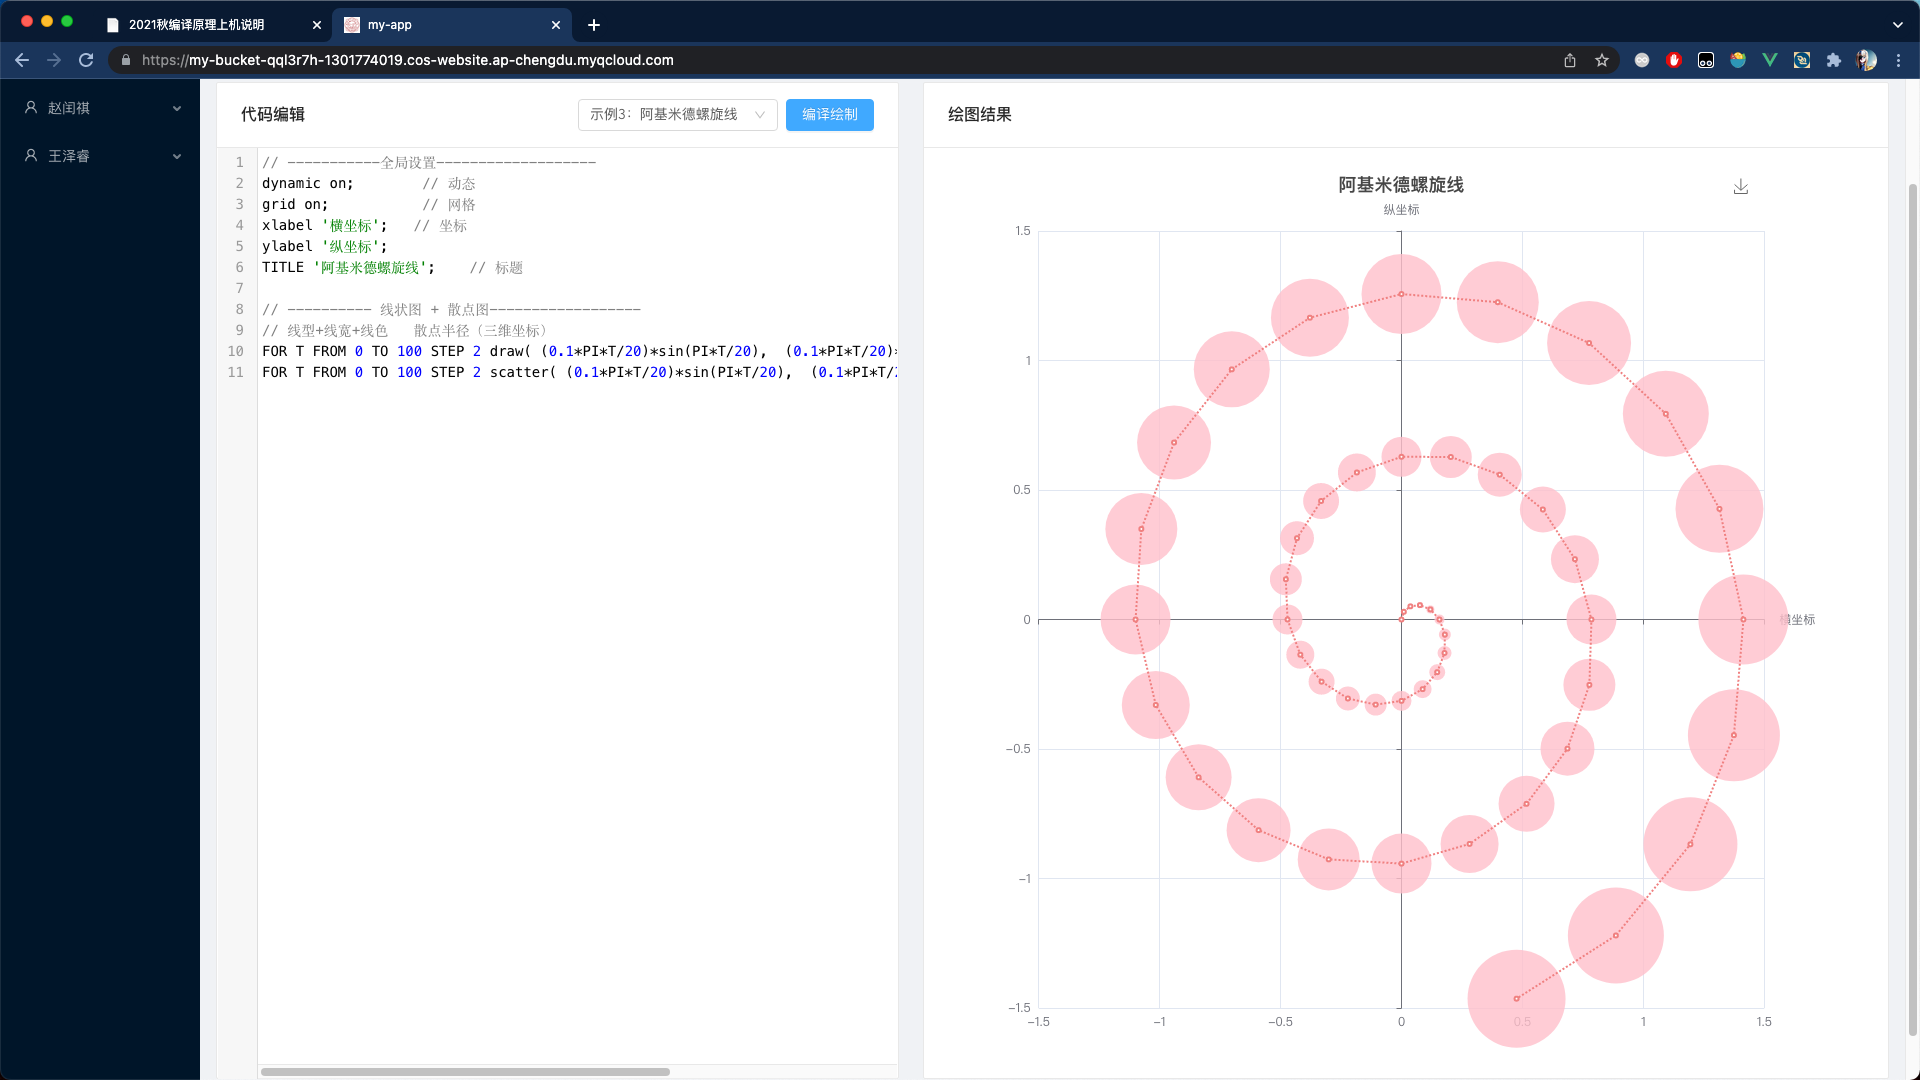 2021秋编译原理上机说明
my-app
https://my-bucket-qql3r7h-1301774019.cos-website.ap-chengdu.myqcloud.com
赵闰祺
王泽睿
代码编辑
示例3：阿基米德螺旋线
编译绘制
1 // -----------全局设置-------------------
2 dynamic on; // 动态
3 grid on; // 网格
4 xlabel '横坐标'; // 坐标
5 ylabel '纵坐标';
6 TITLE '阿基米德螺旋线'; // 标题
7
8 // ---------- 线状图 + 散点图------------------
9 // 线型+线宽+线色 散点半径（三维坐标）
10 FOR T FROM 0 TO 100 STEP 2 draw( (0.1*PI*T/20)*sin(PI*T/20), (0.1*PI*T/20)*
11 FOR T FROM 0 TO 100 STEP 2 scatter( (0.1*PI*T/20)*sin(PI*T/20), (0.1*PI*T/2
绘图结果
阿基米德螺旋线
纵坐标
1.5
1
0.5
0
横坐标
-0.5
-1
-1.5
-1.5 -1 -0.5 0 0.5 1 1.5